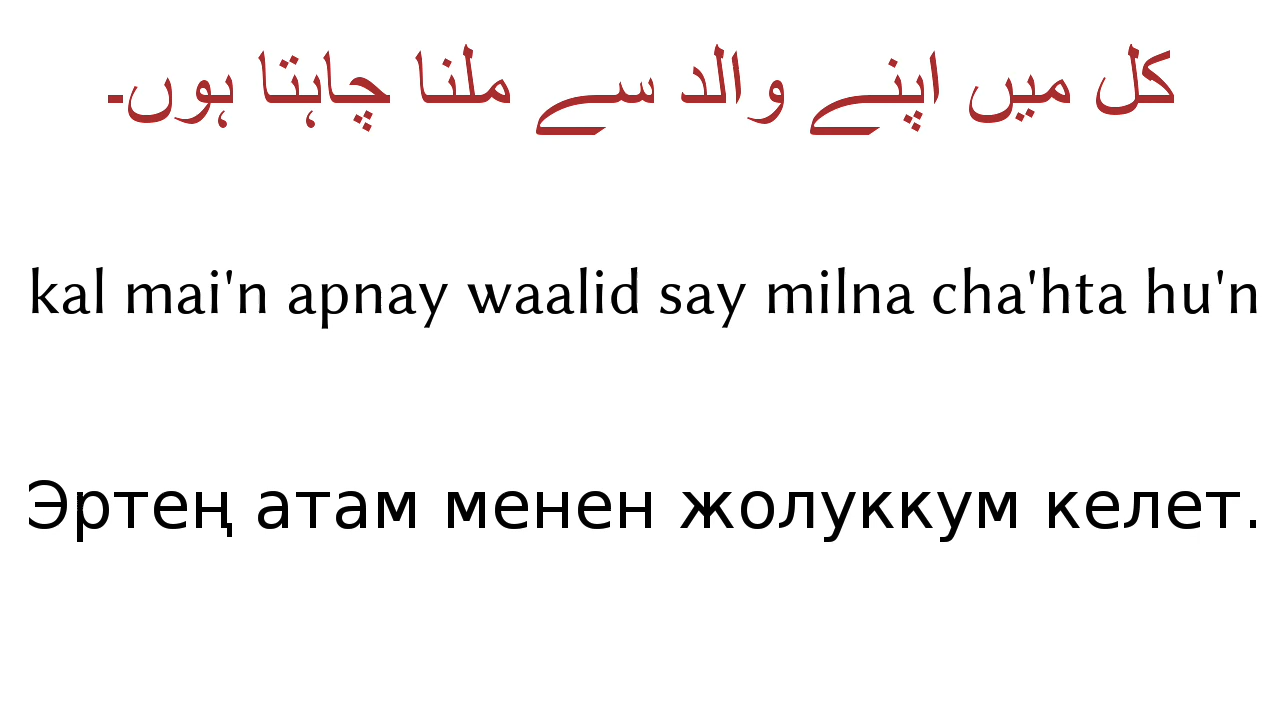 کل میں اپنے والد سے ملنا چاہتا ہوں۔
kal mai'n apnay waalid say milna cha'hta hu'n
Эртең атам менен жолуккум келет.